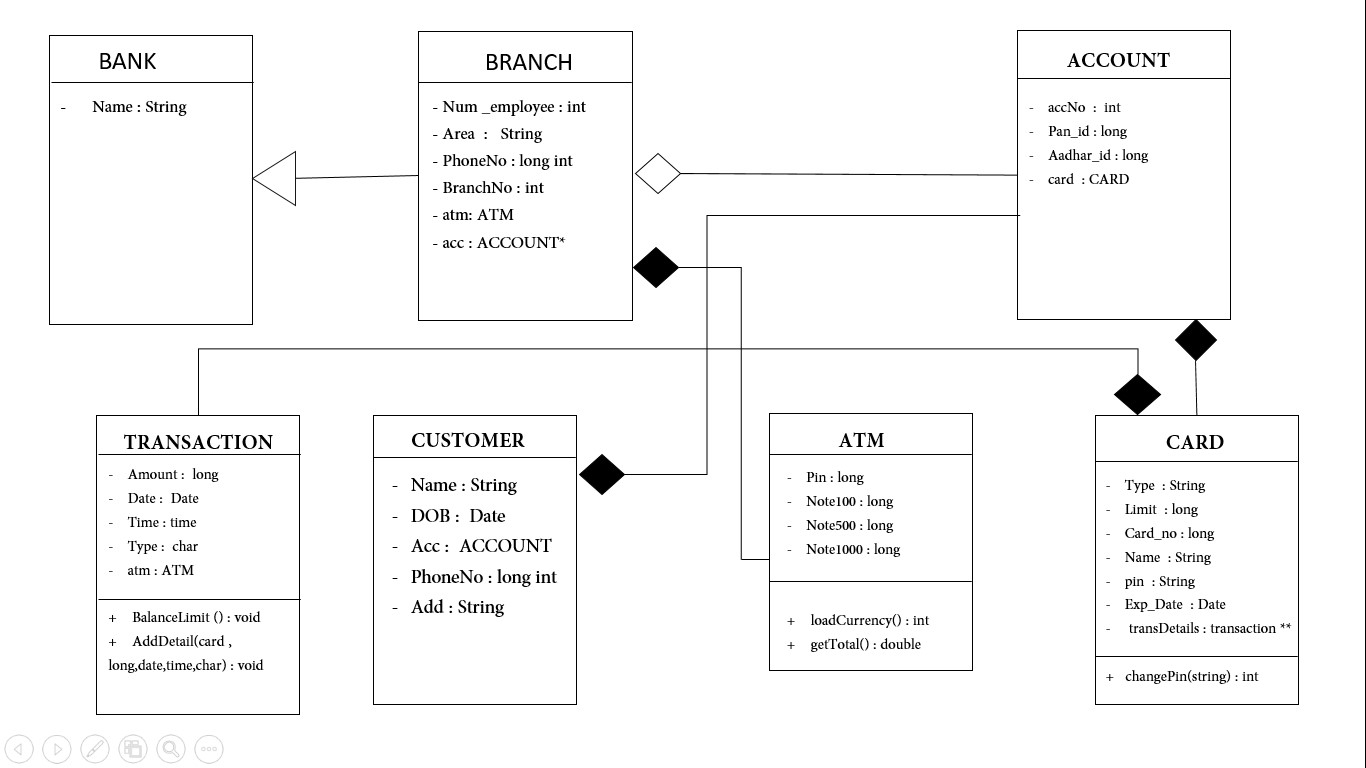 BANK
- Name : String
BRANCH
- Num _employee : int
- Area : String
- PhoneNo : long int
- BranchNo : int
- atm: ATM
- acc : ACCOUNT*
ACCOUNT
- accNo : int
- Pan_id : long
- Aadhar_id : long
- card : CARD
TRANSACTION
- Amount : long
- Date : Date
- Time : time
- Type : char
- atm : ATM
+ BalanceLimit () : void
+ AddDetail(card ,
long,date,time,char) : void
CUSTOMER
- Name : String
- DOB : Date
- Acc : ACCOUNT
- PhoneNo : long int
- Add : String
ATM
- Pin : long
- Note100 : long
- Note500 : long
- Note1000 : long
+ loadCurrency() : int
+ getTotal() : double
CARD
- Type : String
- Limit : long
- Card_no : long
- Name : String
- pin : String
- Exp_Date : Date
- transDetails : transaction **
+ changePin(string) : int